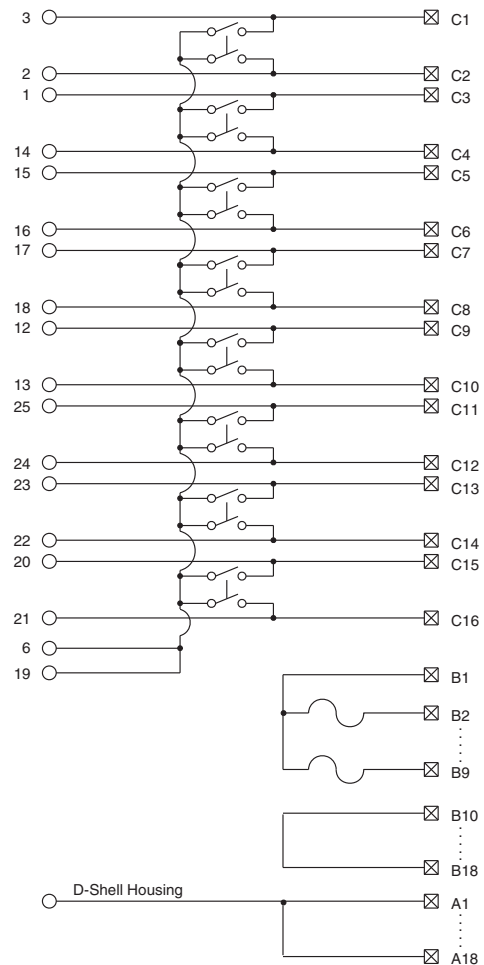 3 C1
2 C2
1 C3
14 C4
15 C5
16 C6
17 C7
18 C8
12 C9
13 C10
25 C11
24 C12
23 C13
22 C14
20 C15
21 C16
6
19
B1
B2
B9
B10
B18
D-Shell Housing A1
A18